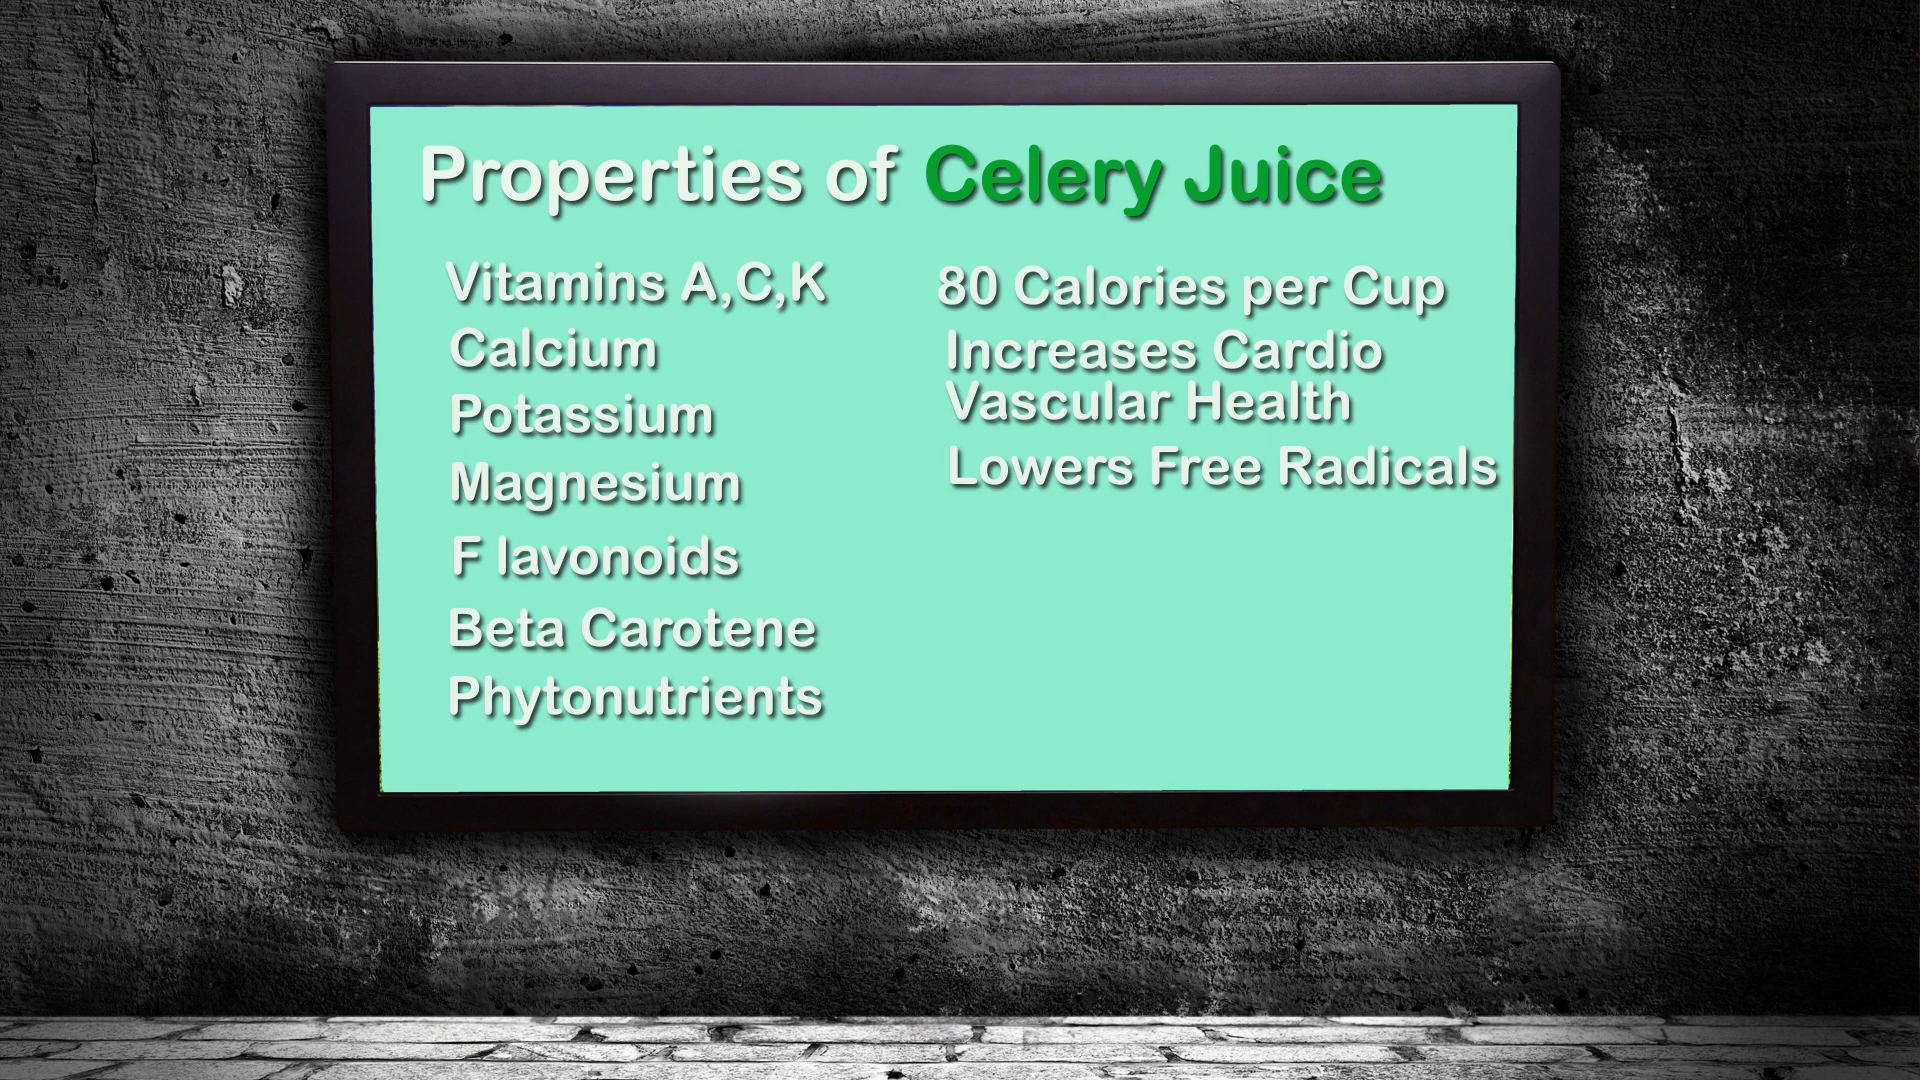 Properties of Celery Juice
Vitamins A,C,K
Calcium
Potassium
Magnesium
F lavonoids
Beta Carotene
Phytonutrients
80 Calories per Cup
Increases Cardio
Vascular Health
Lowers Free Radicals